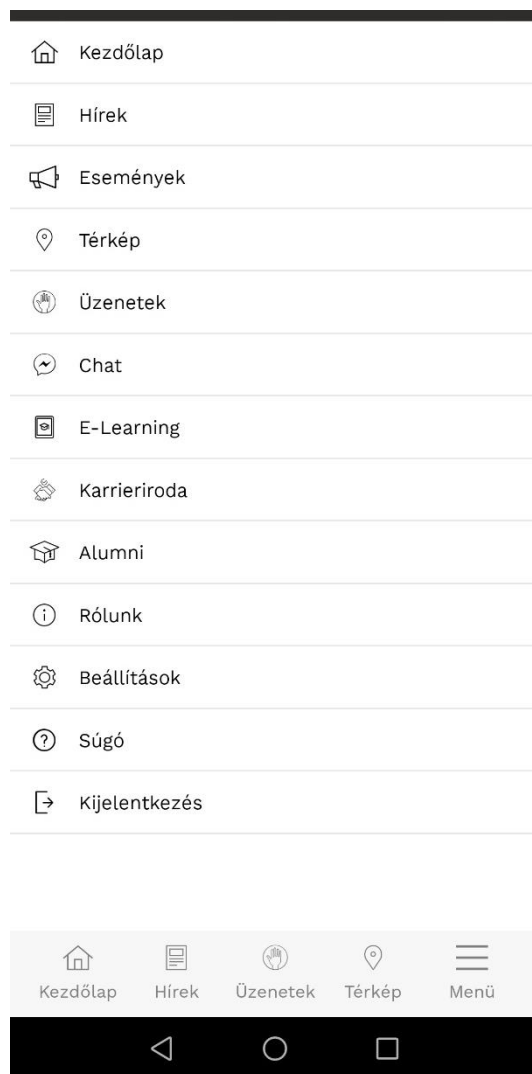 Kezdőlap
Hírek
Események
Térkép
Üzenetek
Chat
E-Learning
Karrieriroda
Alumni
Rólunk
Beállítások
Súgó
Kijelentkezés
Kezdőlap Hírek Üzenetek Térkép Menü